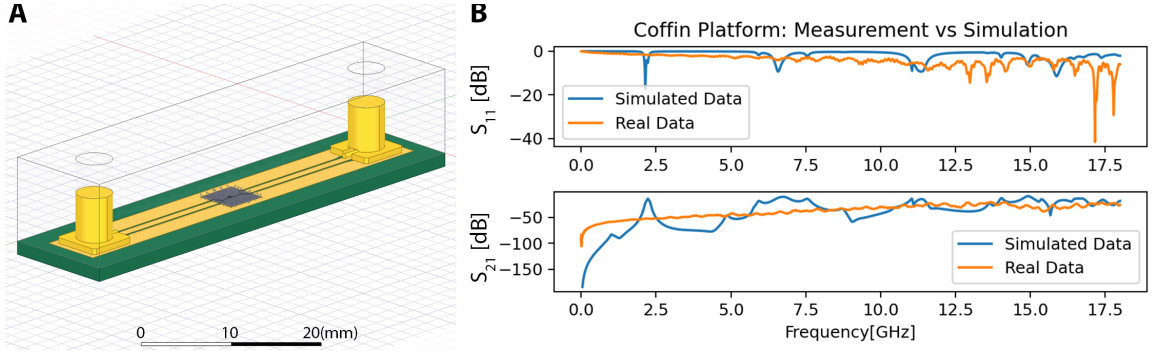 A
0 10 20(mm)
B
Coffin Platform: Measurement vs Simulation
S11 [dB]
0
−20
−40
Simulated Data
Real Data
0.0 2.5 5.0 7.5 10.0 12.5 15.0 17.5
S21 [dB]
−50
−100
−150
Simulated Data
Real Data
0.0 2.5 5.0 7.5 10.0 12.5 15.0 17.5
Frequency[GHz]